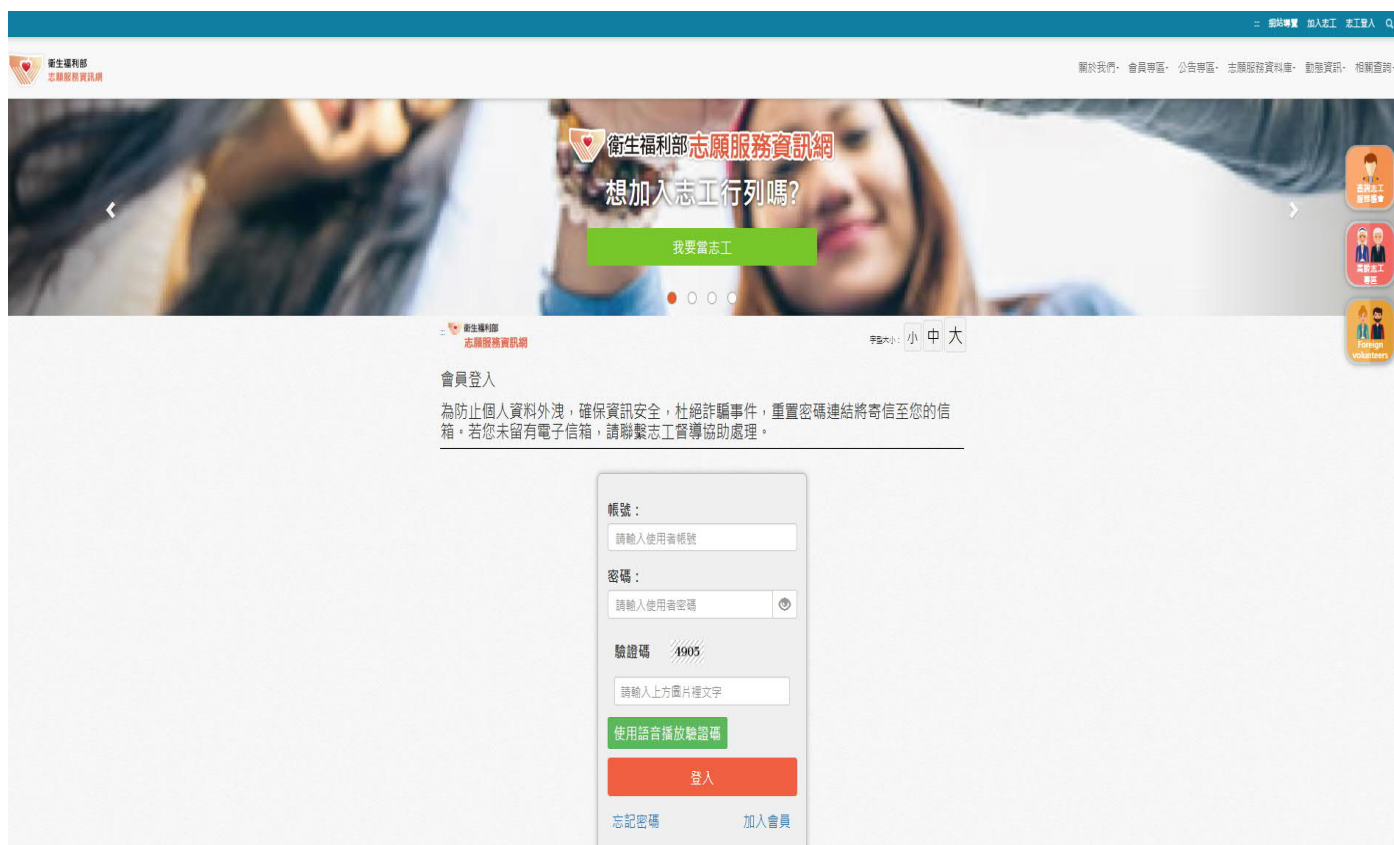 :: 網站導覽 加入志工 志工登入
衛生福利部
志願服務資訊網
關於我們 會員專區 公告專區 志願服務資料庫 動態資訊 相關查詢
衛生福利部志願服務資訊網
想加入志工行列嗎?
我要當志工
高齡志工
專區
Foreign
volunteers
:: 衛生福利部
志願服務資訊網
字型大小: 小 中 大
會員登入
為防止個人資料外洩，確保資訊安全，杜絕詐騙事件，重置密碼連結將寄信至您的信
箱。若您未留有電子信箱，請聯繫志工督導協助處理。
帳號：
請輸入使用者帳號
密碼：
請輸入使用者密碼
驗證碼 4905
請輸入上方圖片裡文字
使用語音播放驗證碼
登入
忘記密碼 加入會員